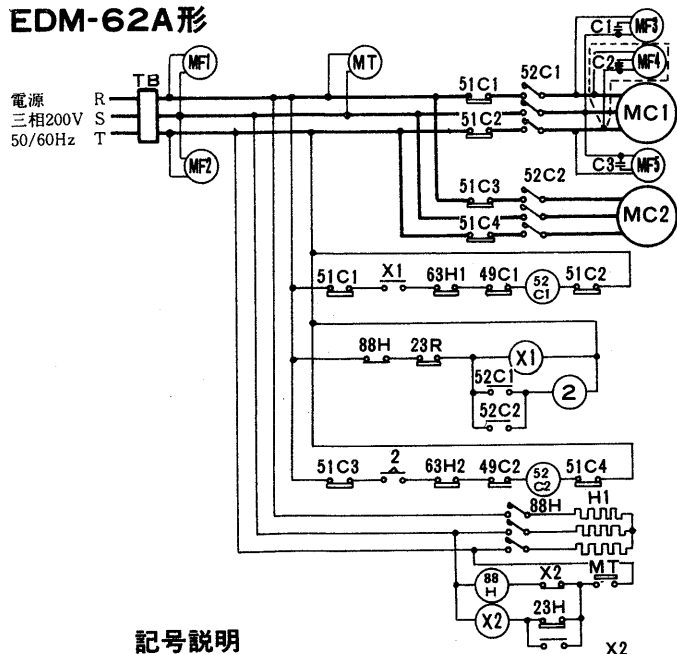 EDM-62A形
C1
MF3
MF1
MT
C2
MF4
TB
51C1
52C1
電源
R
三相200V
S
50/60Hz
T
MC1
51C2
MF2
C3
MF5
51C3
52C2
MC2
51C4
51C1
X1
63H1
49C1
52
C1
51C2
88H
23R
X1
52C1
2
52C2
51C3
2
63H2
49C2
52
C2
51C4
88H
H1
MT
88
H
X2
X2
23H
X2
記号説明